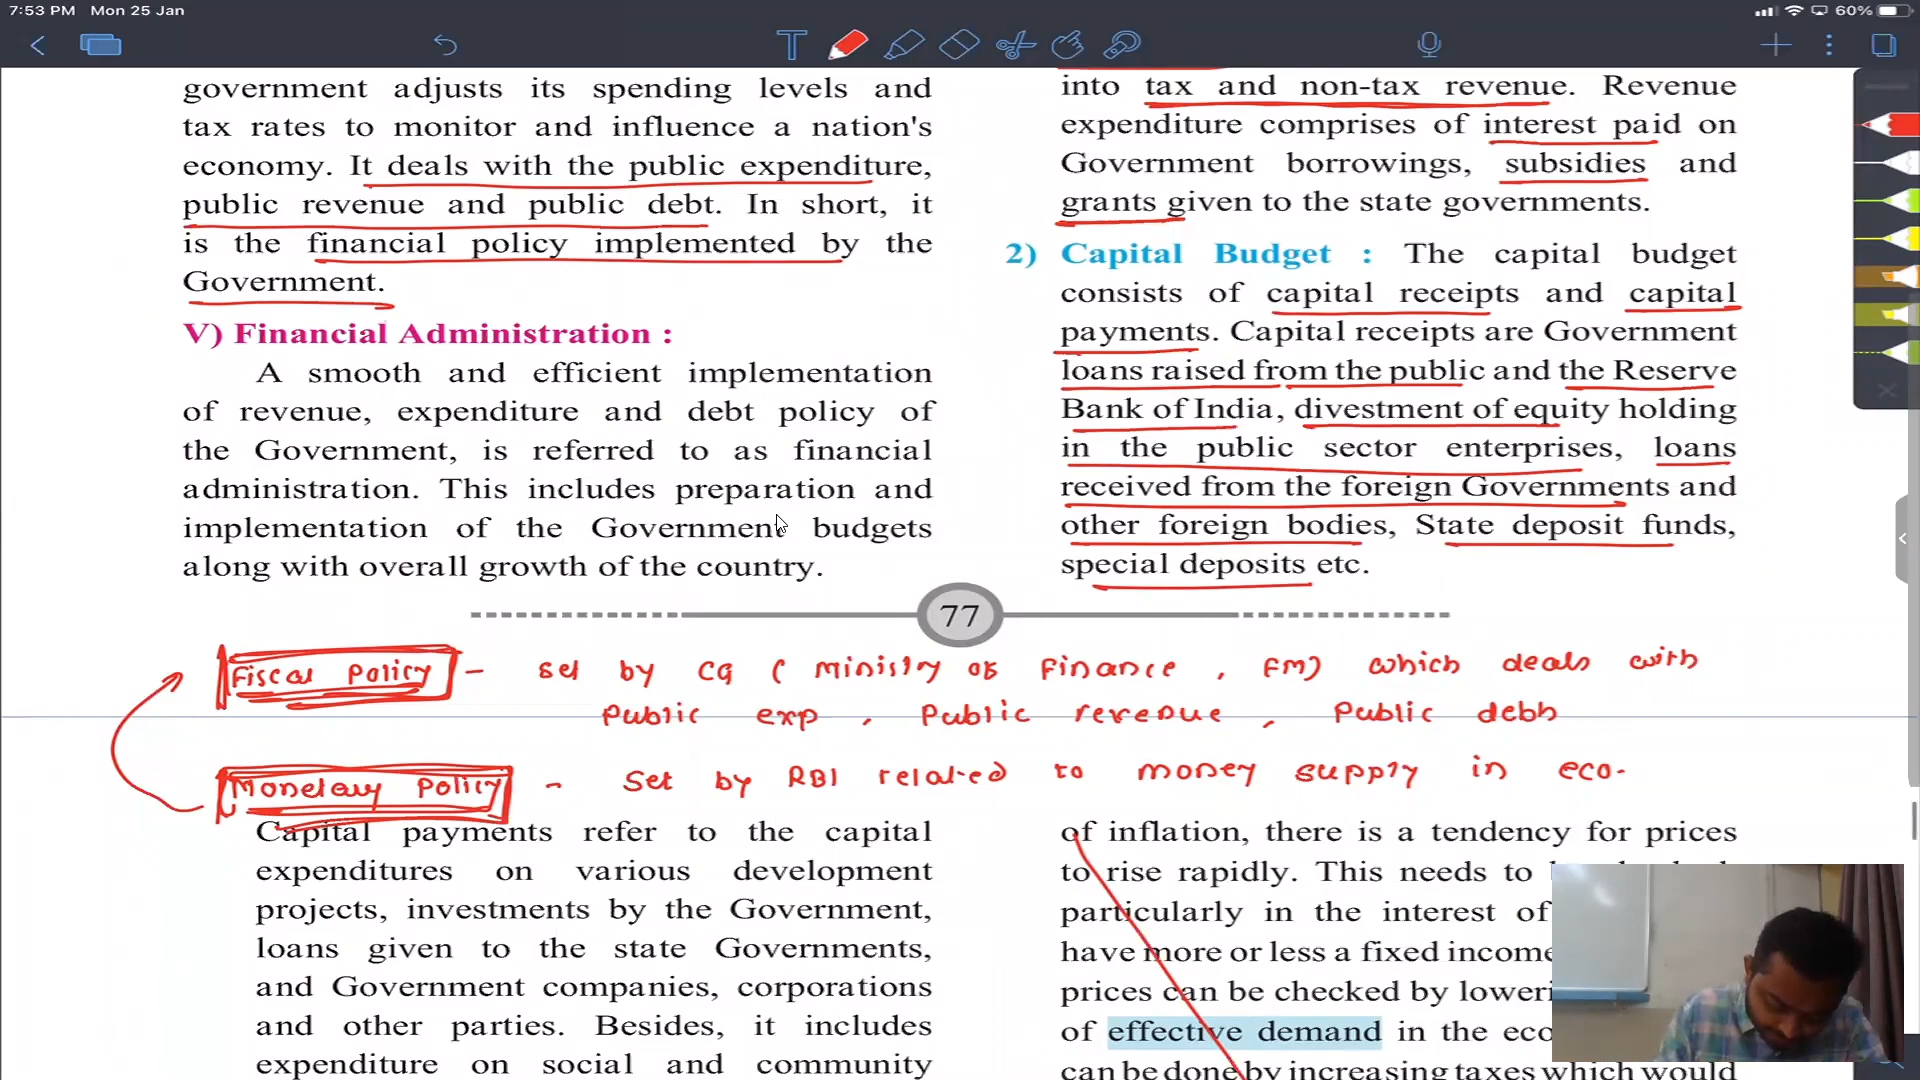 7:53 PM Mon 25 Jan
60%
government adjusts its spending levels and
tax rates to monitor and influence a nation's
economy. It deals with the public expenditure,
public revenue and public debt. In short, it
is the financial policy implemented by the
Government.
V) Financial Administration :
A smooth and efficient implementation
of revenue, expenditure and debt policy of
the Government, is referred to as financial
administration. This includes preparation and
implementation of the Government budgets
along with overall growth of the country.
into tax and non-tax revenue. Revenue
expenditure comprises of interest paid on
Government borrowings, subsidies and
grants given to the state governments.
2) Capital Budget : The capital budget
consists of capital receipts and capital
payments. Capital receipts are Government
loans raised from the public and the Reserve
Bank of India, divestment of equity holding
in the public sector enterprises, loans
received from the foreign Governments and
other foreign bodies, State deposit funds,
special deposits etc.
77
Fiscal Policy - set by CG ( Ministry of Finance , FM) which deals with
Public exp , Public revenue , Public debt
Monetary Policy - Set by RBI related to money supply in eco.
Capital payments refer to the capital
expenditures on various development
projects, investments by the Government,
loans given to the state Governments,
and Government companies, corporations
and other parties. Besides, it includes
expenditure on social and community
of inflation, there is a tendency for prices
to rise rapidly. This needs to
particularly in the interest of
have more or less a fixed income
prices can be checked by
of effective demand in the
can be done by increasing taxes which would